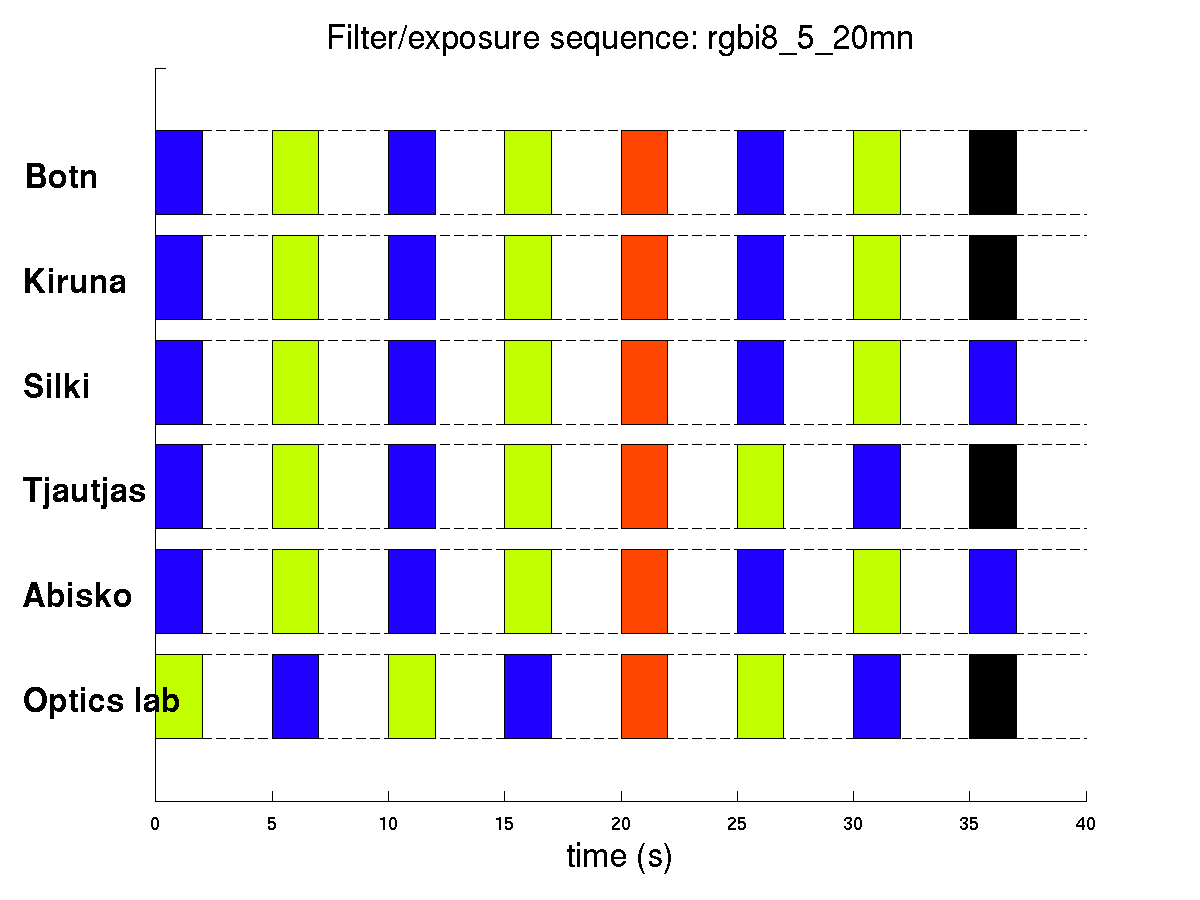 Filter/exposure sequence: rgbi8_5_20mn
Botn
Kiruna
Silki
Tjautjas
Abisko
Optics lab
0 5 10 15 20 25 30 35 40
time (s)